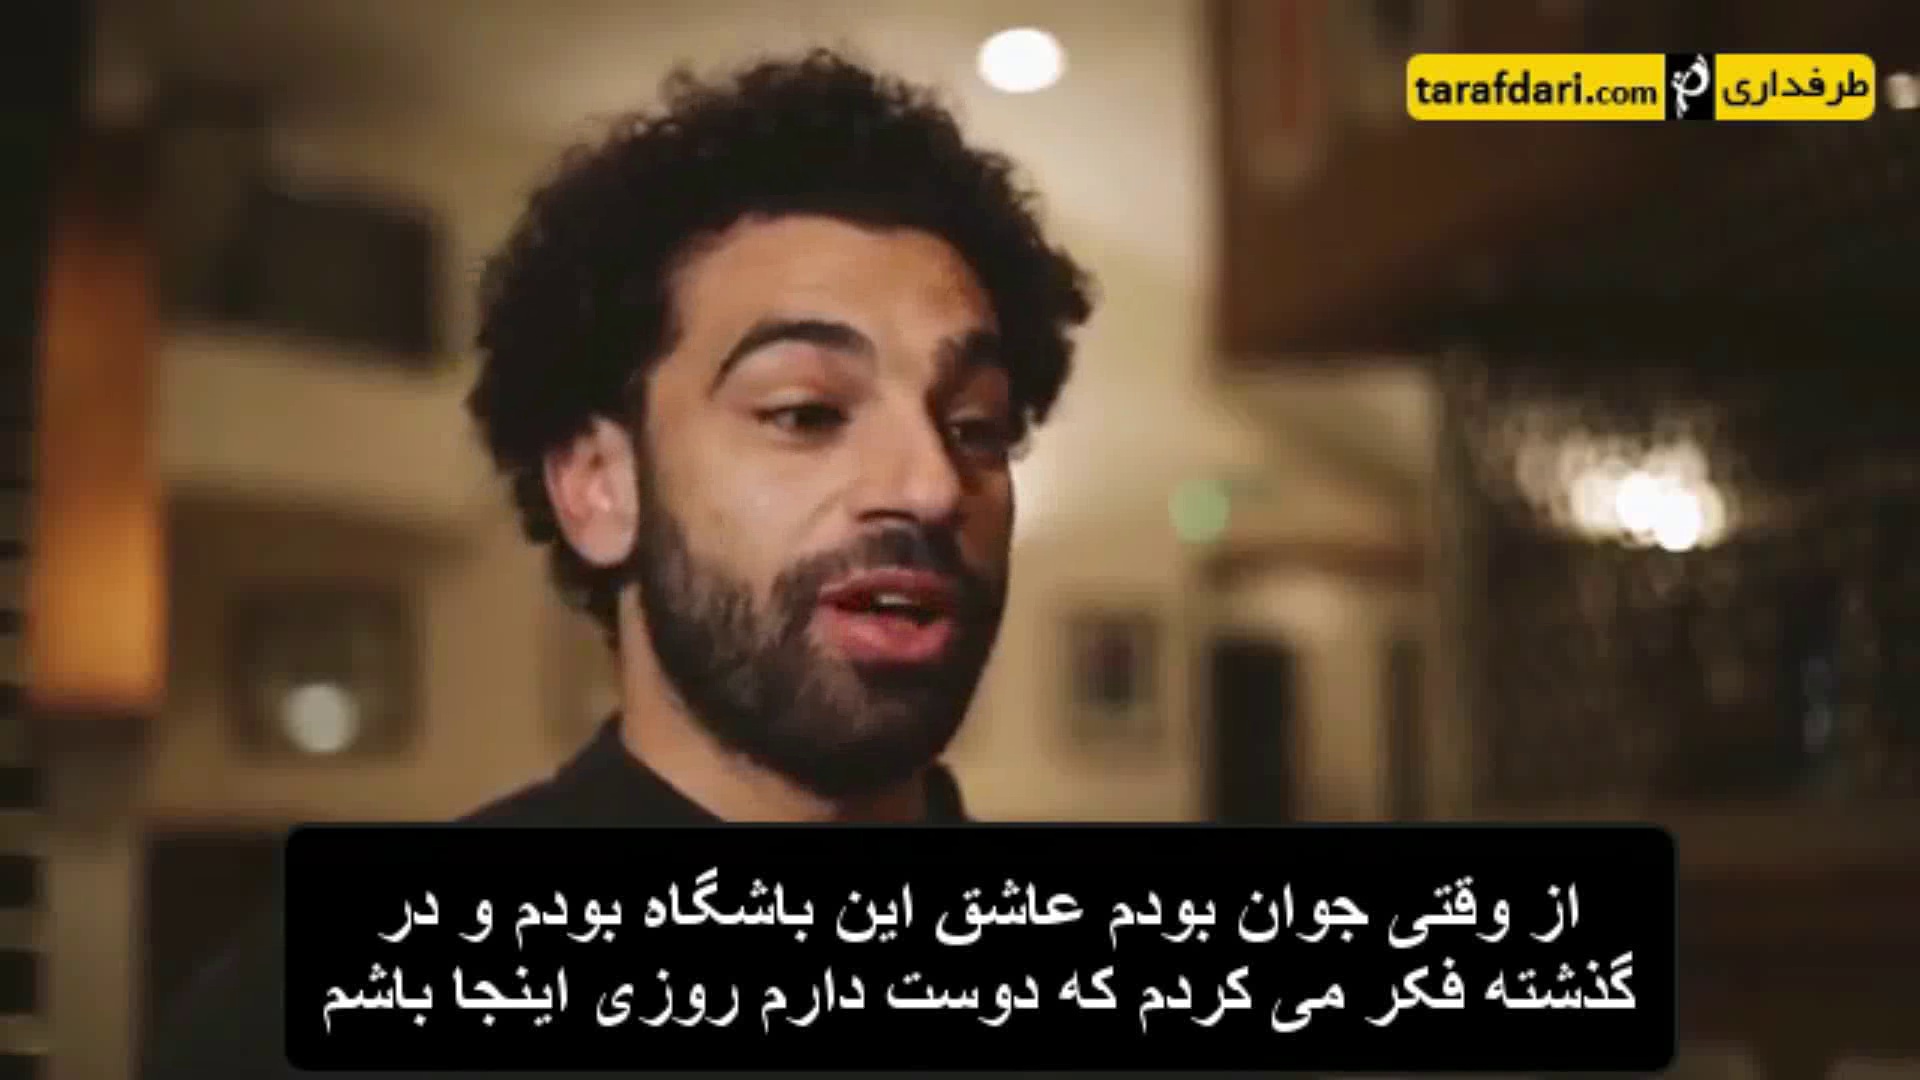 tarafdari.com طرفداری
از وقتی جوان بودم عاشق این باشگاه بودم و در
گذشته فکر می کردم که دوست دارم روزی اینجا باشم